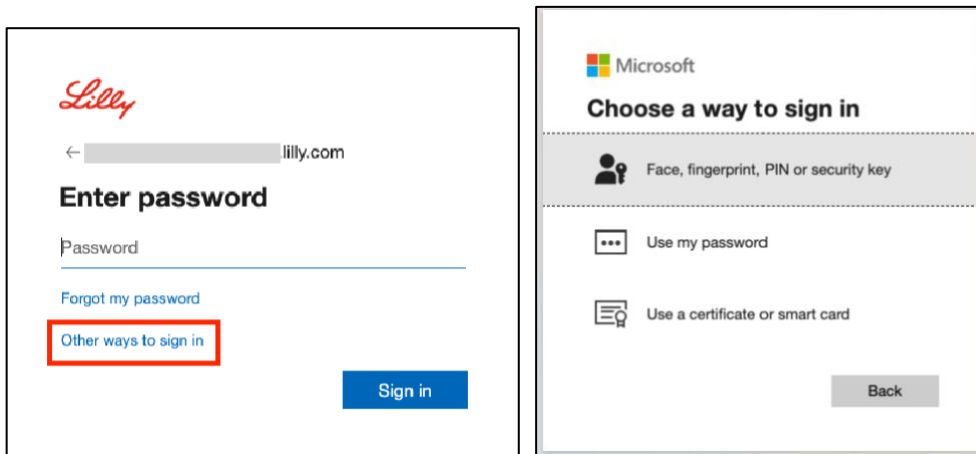 Lilly
.lilly.com
Enter password
Password
Forgot my password
Other ways to sign in
Sign in
Microsoft
Choose a way to sign in
Face, fingerprint, PIN or security key
Use my password
Use a certificate or smart card
Back